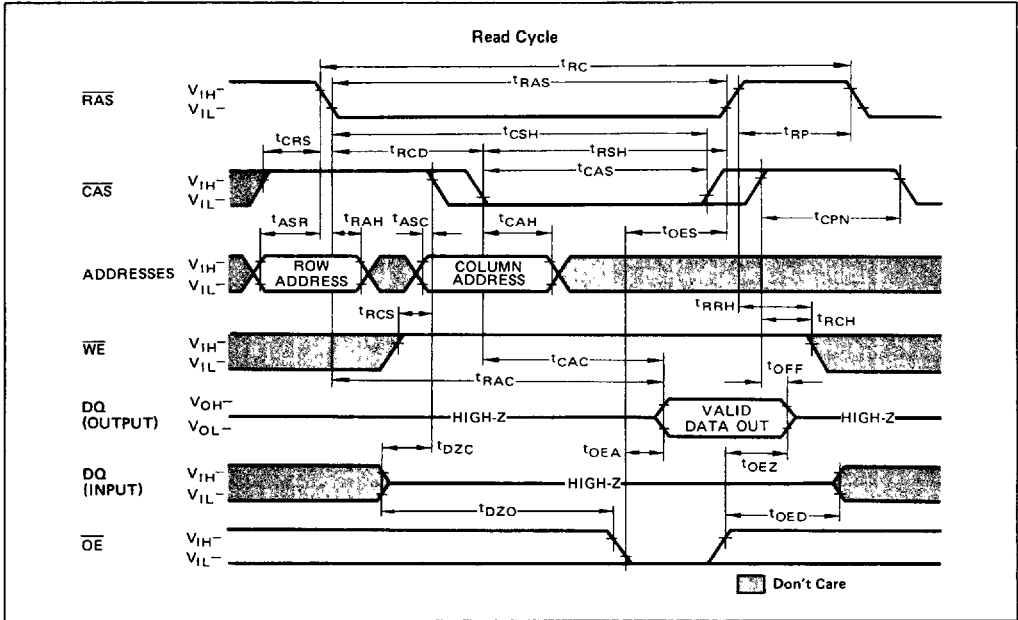 Read Cycle
tRC
tRAS
RAS
VIH
VIL
tCSH
tRP
tCRS
tRCD
tRSH
CAS
VIH
VIL
tCAS
tCPN
tASR
tRAH
tASC
tCAH
tOES
ADDRESSES
VIH
VIL
ROW ADDRESS
COLUMN ADDRESS
tRCS
tRRH
tRCH
WE
VIH
VIL
tCAC
tRAC
tOFF
DQ (OUTPUT)
VOH
VOL
HIGH-Z
VALID DATA OUT
HIGH-Z
tDZC
tOEA
tOEZ
DQ (INPUT)
VIH
VIL
HIGH-Z
tDZO
tOED
OE
VIH
VIL
Don't Care